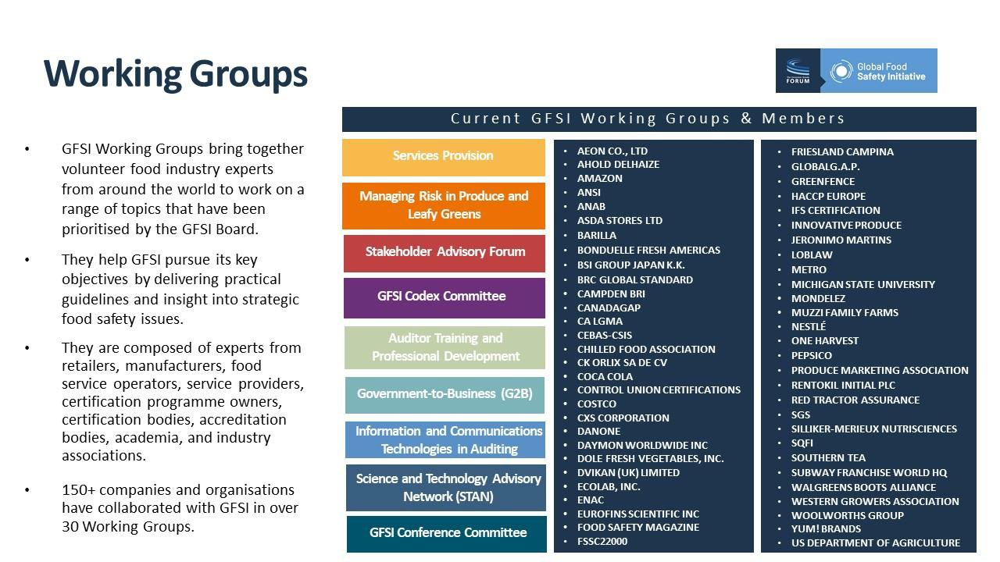 Working Groups
FORUM
Global Food
Safety Initiative
Current GFSI Working Groups & Members
• GFSI Working Groups bring together
volunteer food industry experts
from around the world to work on a
range of topics that have been
prioritised by the GFSI Board.
• They help GFSI pursue its key
objectives by delivering practical
guidelines and insight into strategic
food safety issues.
• They are composed of experts from
retailers, manufacturers, food
service operators, service providers,
certification programme owners,
certification bodies, accreditation
bodies, academia, and industry
associations.
• 150+ companies and organisations
have collaborated with GFSI in over
30 Working Groups.
Services Provision
Managing Risk in Produce and
Leafy Greens
Stakeholder Advisory Forum
GFSI Codex Committee
Auditor Training and
Professional Development
Government-to-Business (G2B)
Information and Communications
Technologies in Auditing
Science and Technology Advisory
Network (STAN)
GFSI Conference Committee
• AEON CO., LTD
• AHOLD DELHAIZE
• AMAZON
• ANSI
• ANAB
• ASDA STORES LTD
• BARILLA
• BONDUELLE FRESH AMERICAS
• BSI GROUP JAPAN K.K.
• BRC GLOBAL STANDARD
• CAMPDEN BRI
• CANADAGAP
• CA LGMA
• CEBAS-CSIS
• CHILLED FOOD ASSOCIATION
• CK ORLIX SA DE CV
• COCA COLA
• CONTROL UNION CERTIFICATIONS
• COSTCO
• CXS CORPORATION
• DANONE
• DAYMON WORLDWIDE INC
• DOLE FRESH VEGETABLES, INC.
• DVIKAN (UK) LIMITED
• ECOLAB, INC.
• ENAC
• EUROFINS SCIENTIFIC INC
• FOOD SAFETY MAGAZINE
• FSSC22000
• FRIESLAND CAMPINA
• GLOBALG.A.P.
• GREENFENCE
• HACCP EUROPE
• IFS CERTIFICATION
• INNOVATIVE PRODUCE
• JERONIMO MARTINS
• LOBLAW
• METRO
• MICHIGAN STATE UNIVERSITY
• MONDELEZ
• MUZZI FAMILY FARMS
• NESTLÉ
• ONE HARVEST
• PEPSICO
• PRODUCE MARKETING ASSOCIATION
• RENTOKIL INITIAL PLC
• RED TRACTOR ASSURANCE
• SGS
• SILLIKER-MERIEUX NUTRISCIENCES
• SQFI
• SOUTHERN TEA
• SUBWAY FRANCHISE WORLD HQ
• WALGREENS BOOTS ALLIANCE
• WESTERN GROWERS ASSOCIATION
• WOOLWORTHS GROUP
• YUM! BRANDS
• US DEPARTMENT OF AGRICULTURE